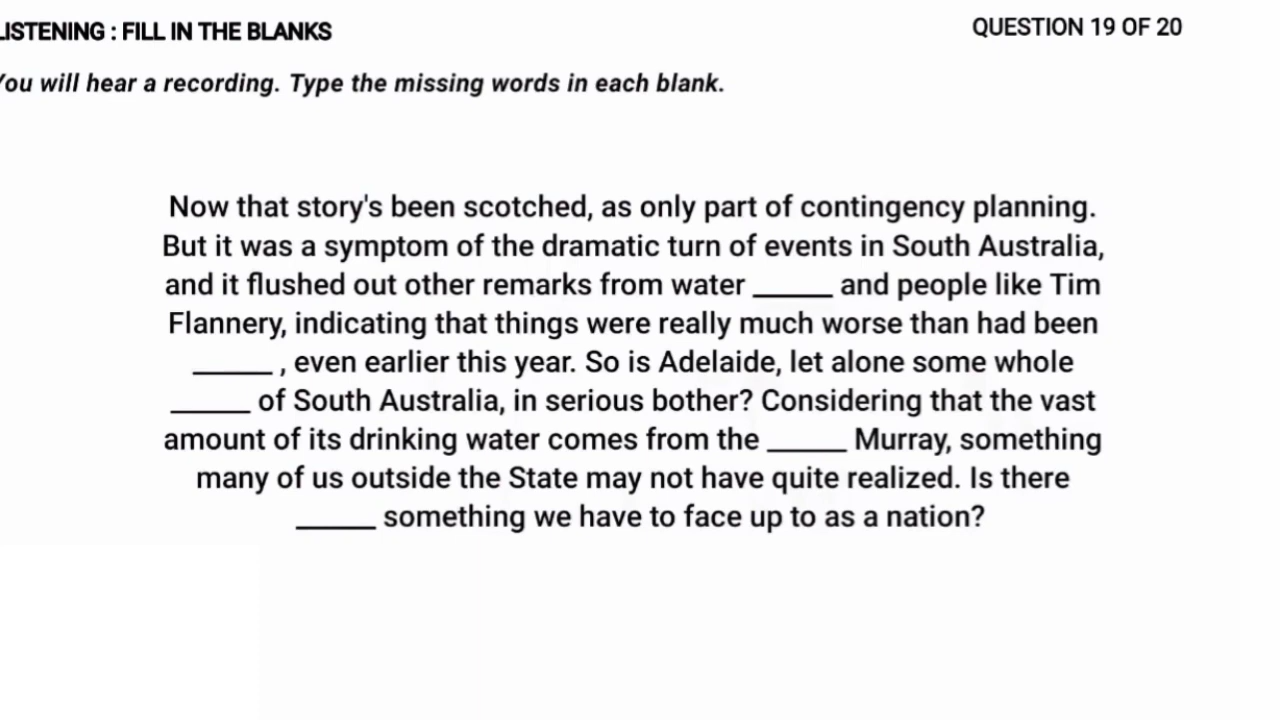 LISTENING : FILL IN THE BLANKS
QUESTION 19 OF 20
You will hear a recording. Type the missing words in each blank.
Now that story's been scotched, as only part of contingency planning.
But it was a symptom of the dramatic turn of events in South Australia,
and it flushed out other remarks from water _____ and people like Tim
Flannery, indicating that things were really much worse than had been
_____ , even earlier this year. So is Adelaide, let alone some whole
_____ of South Australia, in serious bother? Considering that the vast
amount of its drinking water comes from the _____ Murray, something
many of us outside the State may not have quite realized. Is there
_____ something we have to face up to as a nation?